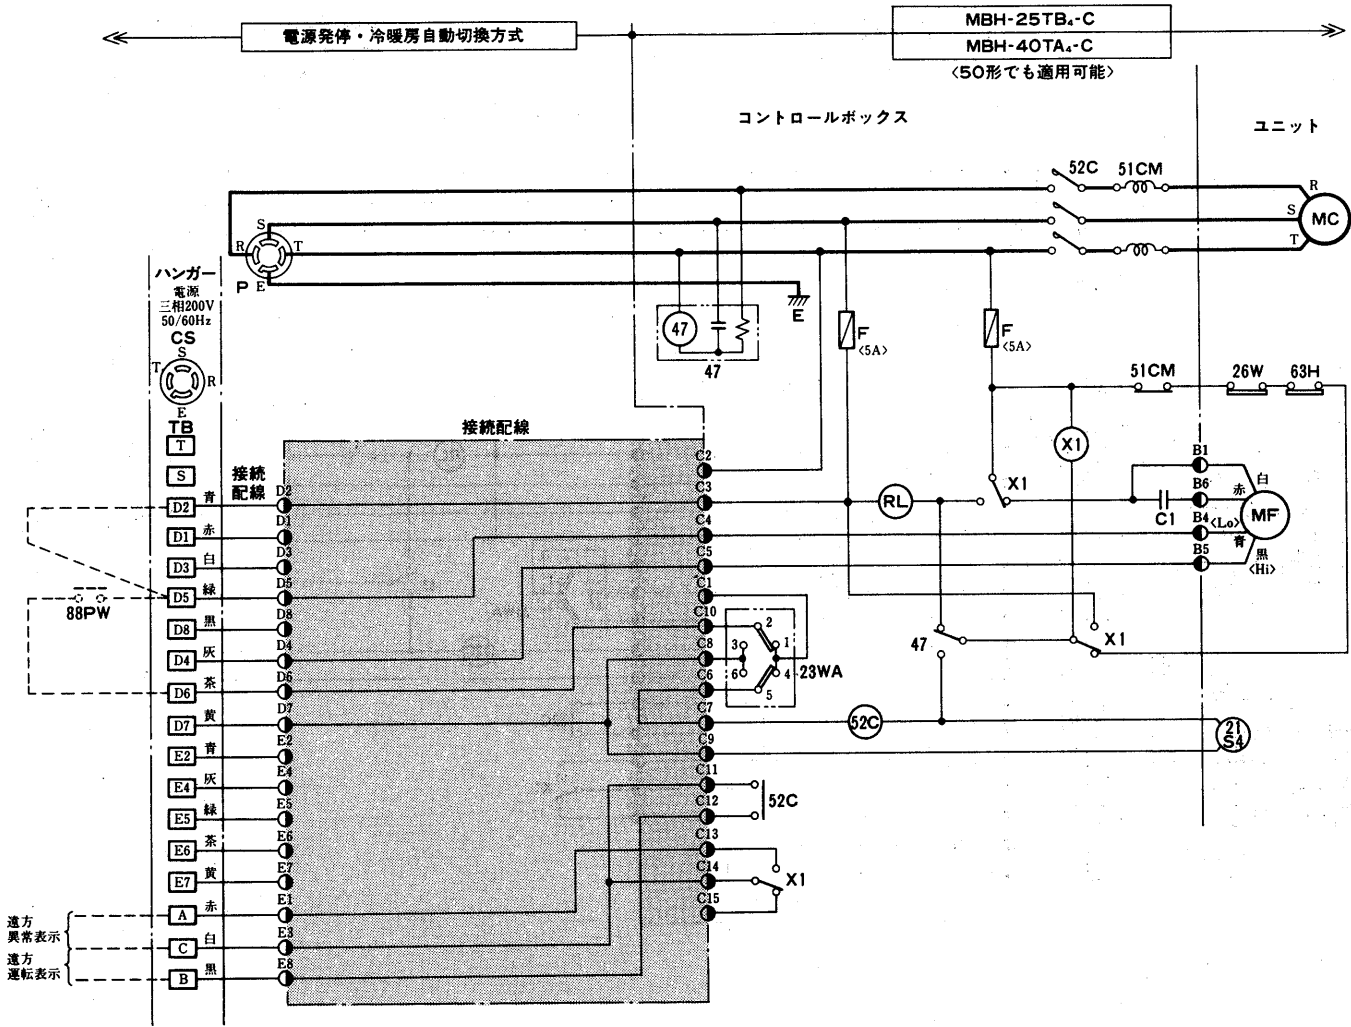 電源発停・冷暖房自動切換方式
MBH-25TB₄-C
MBH-40TA₄-C
〈50形でも適用可能〉
コントロールボックス
ユニット
52C
51CM
R
S
T
MC
S
R
T
P
E
E
ハンガー
電源
三相200V
50/60Hz
CS
S
T
R
E
47
47
F
〈5A〉
F
〈5A〉
51CM
26W
63H
X1
X1
TB
T
S
接続
配線
接続配線
D2
青
D2
D1
赤
D1
D3
白
D3
D5
緑
D5
D8
黒
D8
D4
灰
D4
D6
茶
D6
D7
黄
D7
E2
青
E2
E4
灰
E4
E5
緑
E5
E6
茶
E6
E7
黄
E7
A
赤
E1
C
白
E3
B
黒
E8
88PW
遠方
異常表示
遠方
運転表示
C2
C3
C4
C5
C1
C10
C8
C6
C7
C9
C11
C12
C13
C14
C15
RL
C1
B1
白
B6
赤
B4
〈Lo〉
青
B5
黒
〈Hi〉
MF
2
3
1
6
4
5
23WA
47
X1
52C
21
S4
52C
X1